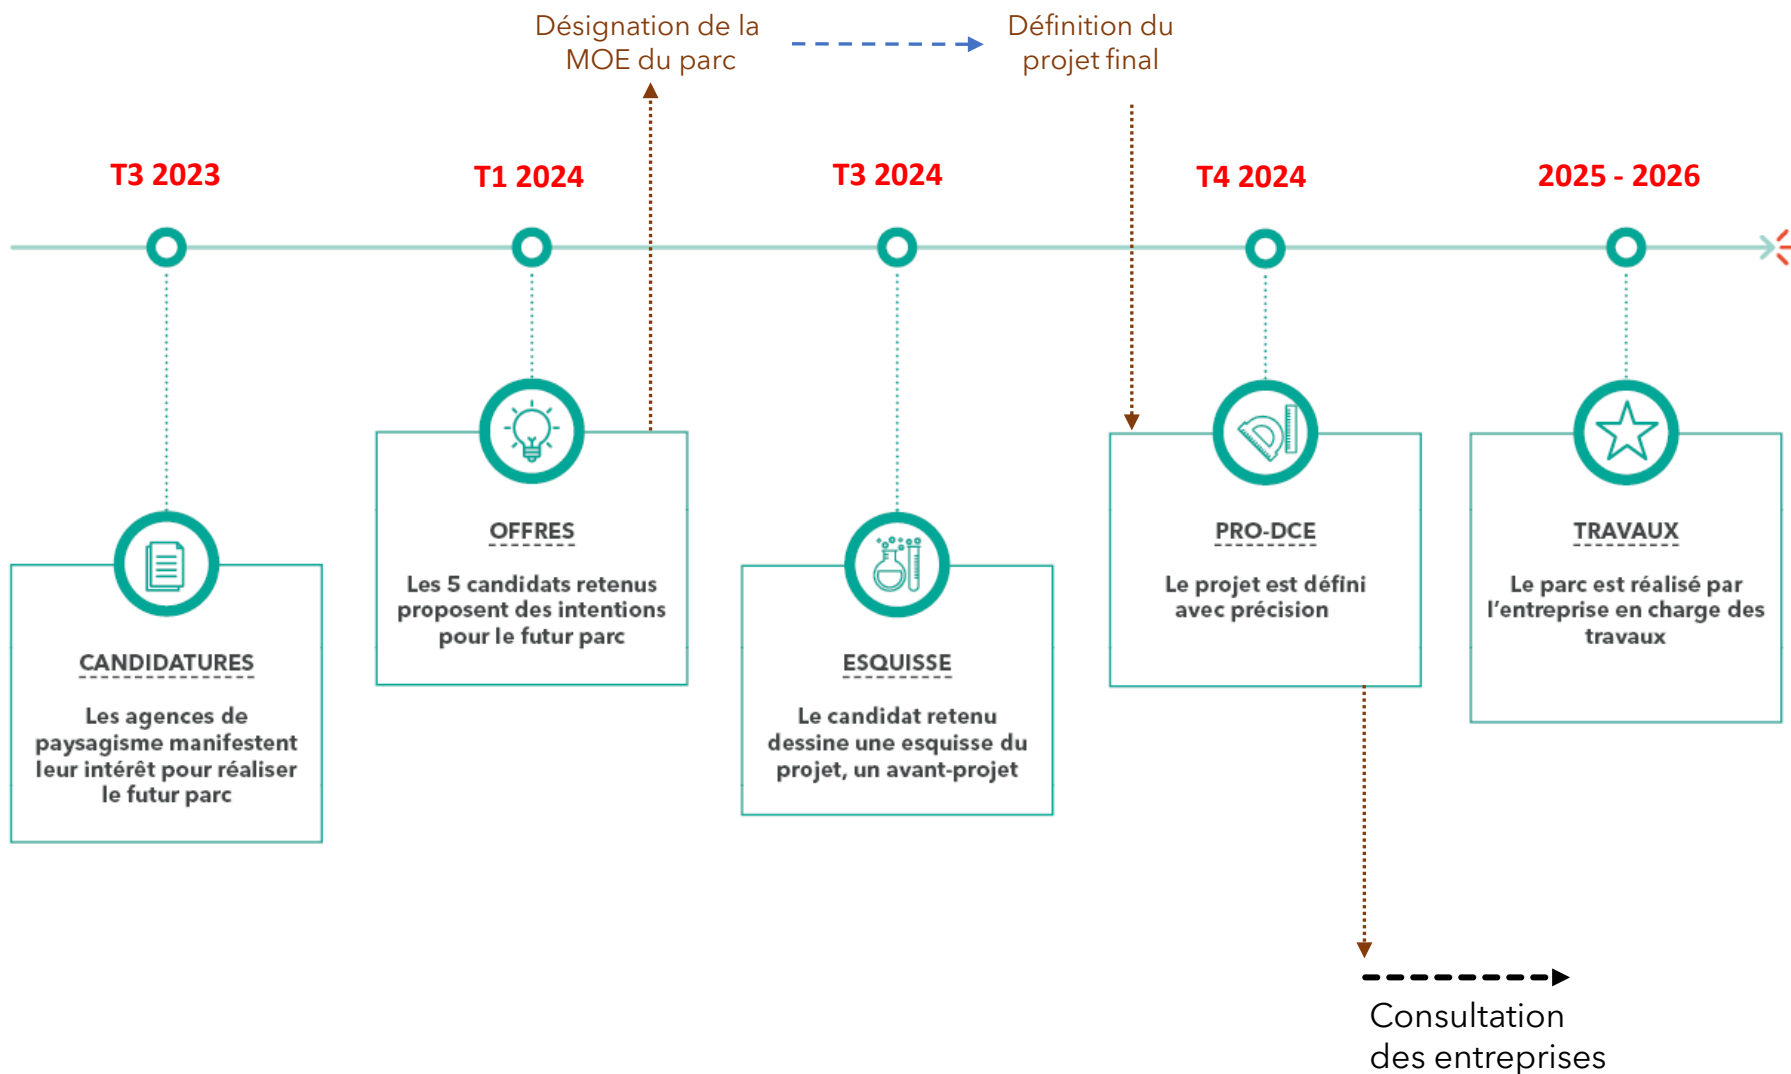 Désignation de la
MOE du parc
Définition du
projet final
T3 2023
T1 2024
T3 2024
T4 2024
2025 - 2026
CANDIDATURES
Les agences de
paysagisme manifestent
leur intérêt pour réaliser
le futur parc
OFFRES
Les 5 candidats retenus
proposent des intentions
pour le futur parc
ESQUISSE
Le candidat retenu
dessine une esquisse du
projet, un avant-projet
PRO-DCE
Le projet est défini
avec précision
TRAVAUX
Le parc est réalisé par
l'entreprise en charge des
travaux
Consultation
des entreprises